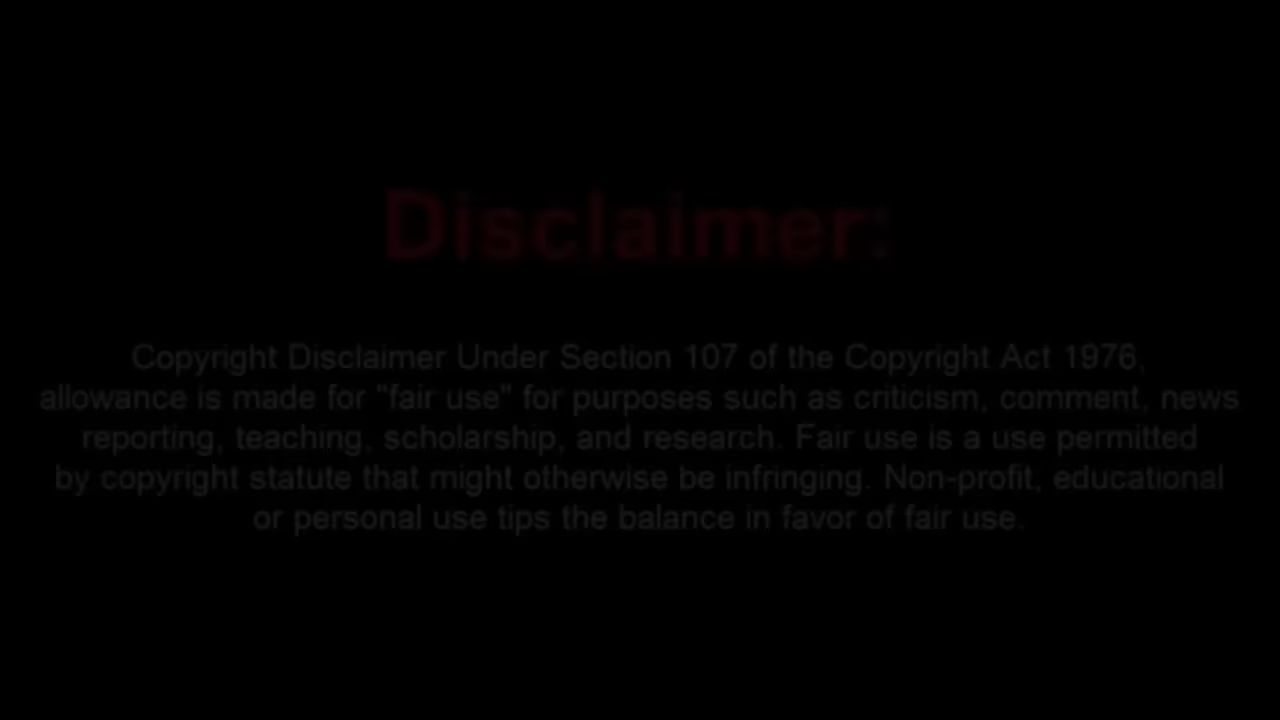 Disclaimer:
Copyright Disclaimer Under Section 107 of the Copyright Act 1976,
allowance is made for "fair use" for purposes such as criticism, comment, news
reporting, teaching, scholarship, and research. Fair use is a use permitted
by copyright statute that might otherwise be infringing. Non-profit, educational
or personal use tips the balance in favor of fair use.